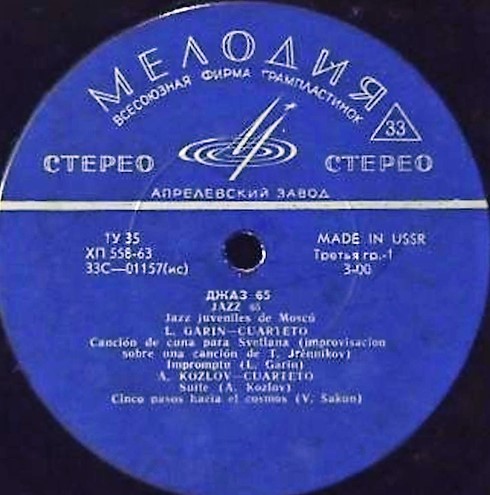 МЕЛОДИЯ
ВСЕСОЮЗНАЯ ФИРМА ГРАМПЛАСТИНОК
33
СТЕРЕО СТЕРЕО
АПРЕЛЕВСКИЙ ЗАВОД
ТУ 35
ХП 558-63
33С—01157(ис)
MADE IN USSR
Третья гр.-1
3-00
ДЖАЗ 65
JAZZ 65
Jazz juveniles de Moscú
L. GARIN—CUARTETO
Canción de cuna para Svetlana (improvisacion
sobre una canción de T. Jrénnikov)
Impromptu (L. Garin)
A. KOZLOV—CUARTETO
Suite (A. Kozlov)
Cinco pasos hacia el cosmos (V. Sakun)